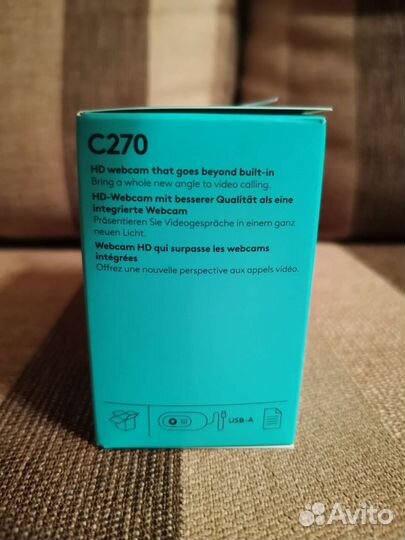 C270
HD webcam that goes beyond built-in
Bring a whole new angle to video calling.
HD-Webcam mit besserer Qualität als eine
integrierte Webcam
Präsentieren Sie Videogespräche in einem ganz
neuen Licht.
Webcam HD qui surpasse les webcams
intégrées
Offrez une nouvelle perspective aux appels vidéo.
USB-A
Avito